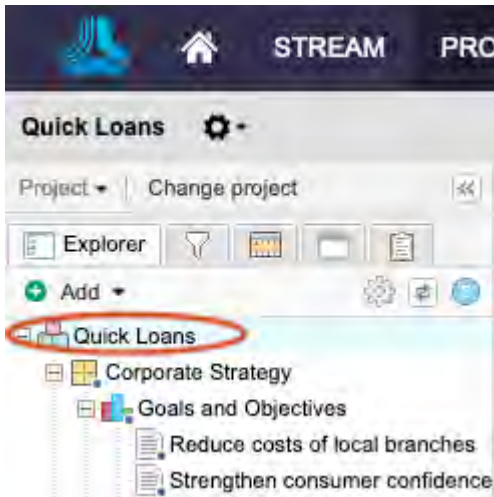 STREAM PRO
Quick Loans
Project Change project
Explorer
Add
Quick Loans
Corporate Strategy
Goals and Objectives
Reduce costs of local branches
Strengthen consumer confidence